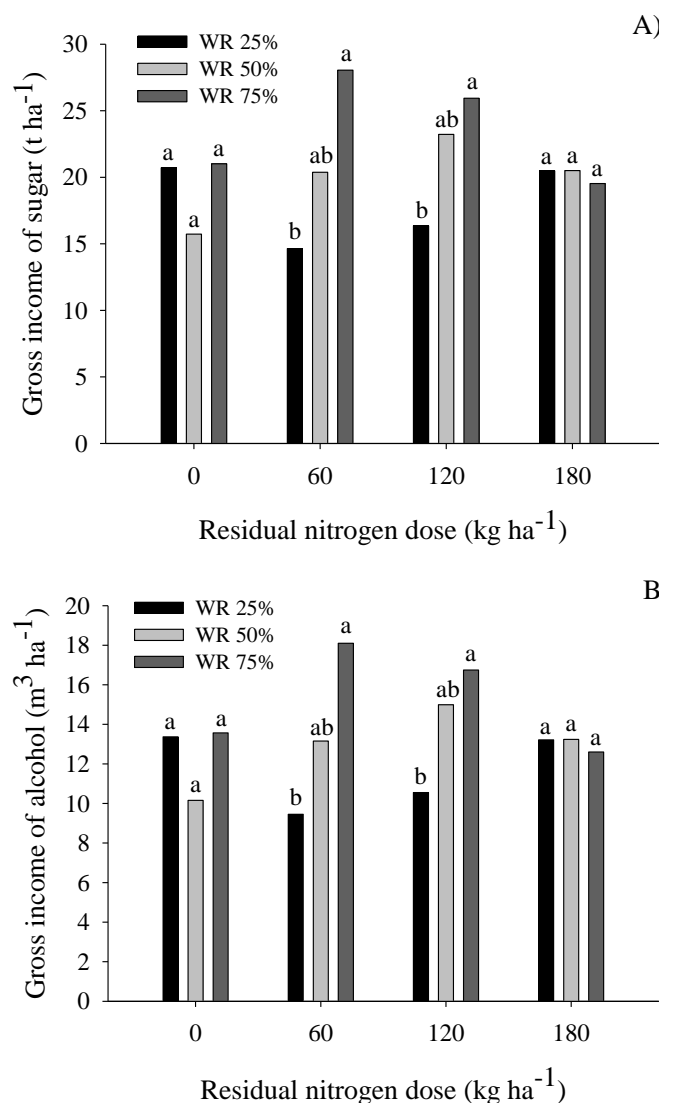 A)
30
WR 25%
WR 50%
WR 75%
25
20
15
10
5
0
a a a
b ab a
b ab a
a a a
0 60 120 180
Gross income of sugar (t ha-1)
Residual nitrogen dose (kg ha-1)
B
20
WR 25%
WR 50%
WR 75%
18
16
14
12
10
8
6
4
2
0
a a a
b ab a
b ab a
a a a
0 60 120 180
Gross income of alcohol (m3 ha-1)
Residual nitrogen dose (kg ha-1)